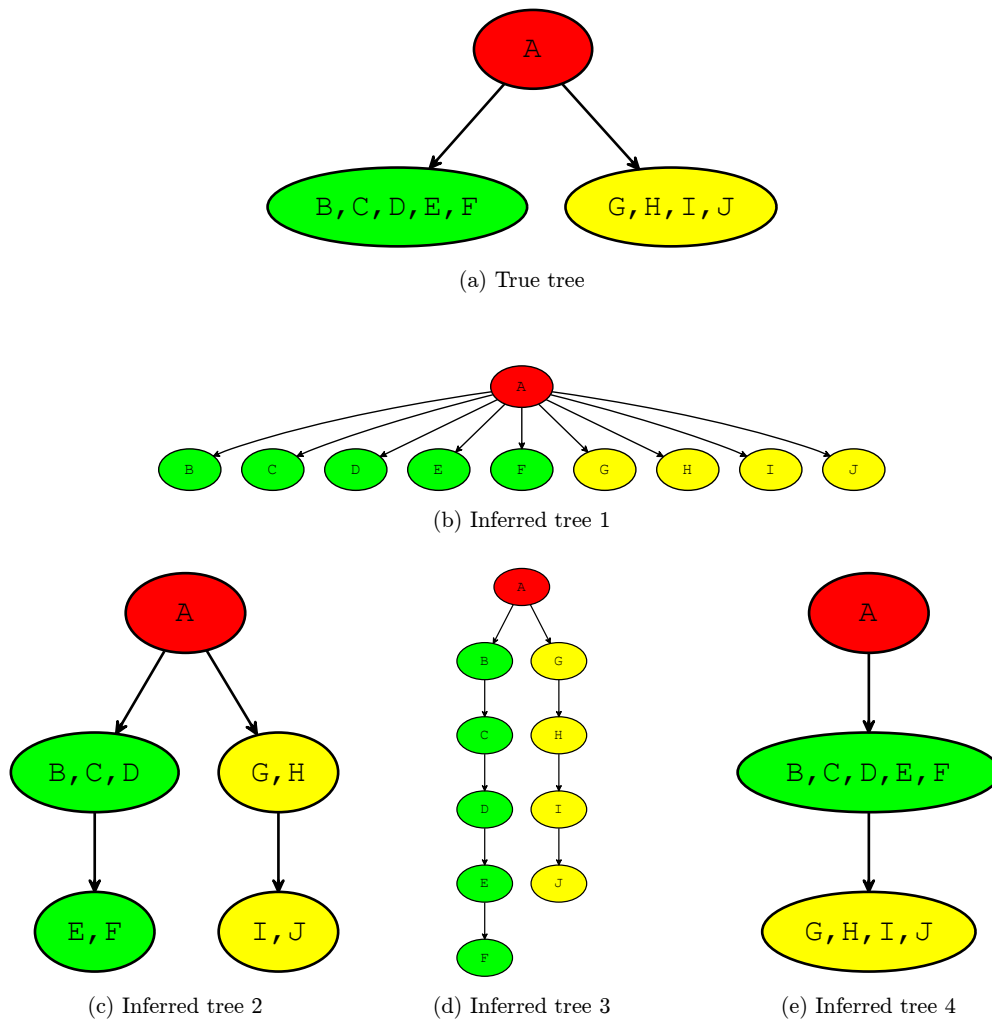 A
B,C,D,E,F G,H,I,J
(a) True tree
A
B C D E F G H I J
(b) Inferred tree 1
A
B,C,D G,H
E,F I,J
(c) Inferred tree 2
A
B G
C H
D I
E J
F
(d) Inferred tree 3
A
B,C,D,E,F
G,H,I,J
(e) Inferred tree 4